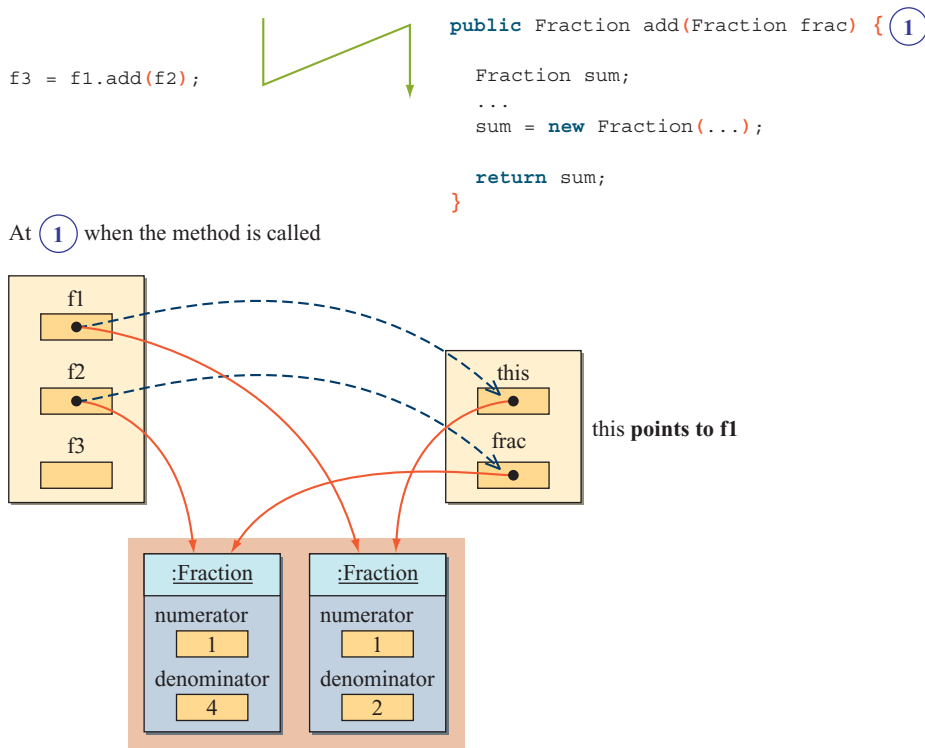 public Fraction add(Fraction frac) { 1
f3 = f1.add(f2);
Fraction sum;
...
sum = new Fraction(...);
return sum;
}
At 1 when the method is called
f1
f2
f3
this
frac
this points to f1
:Fraction
numerator
1
denominator
4
:Fraction
numerator
1
denominator
2